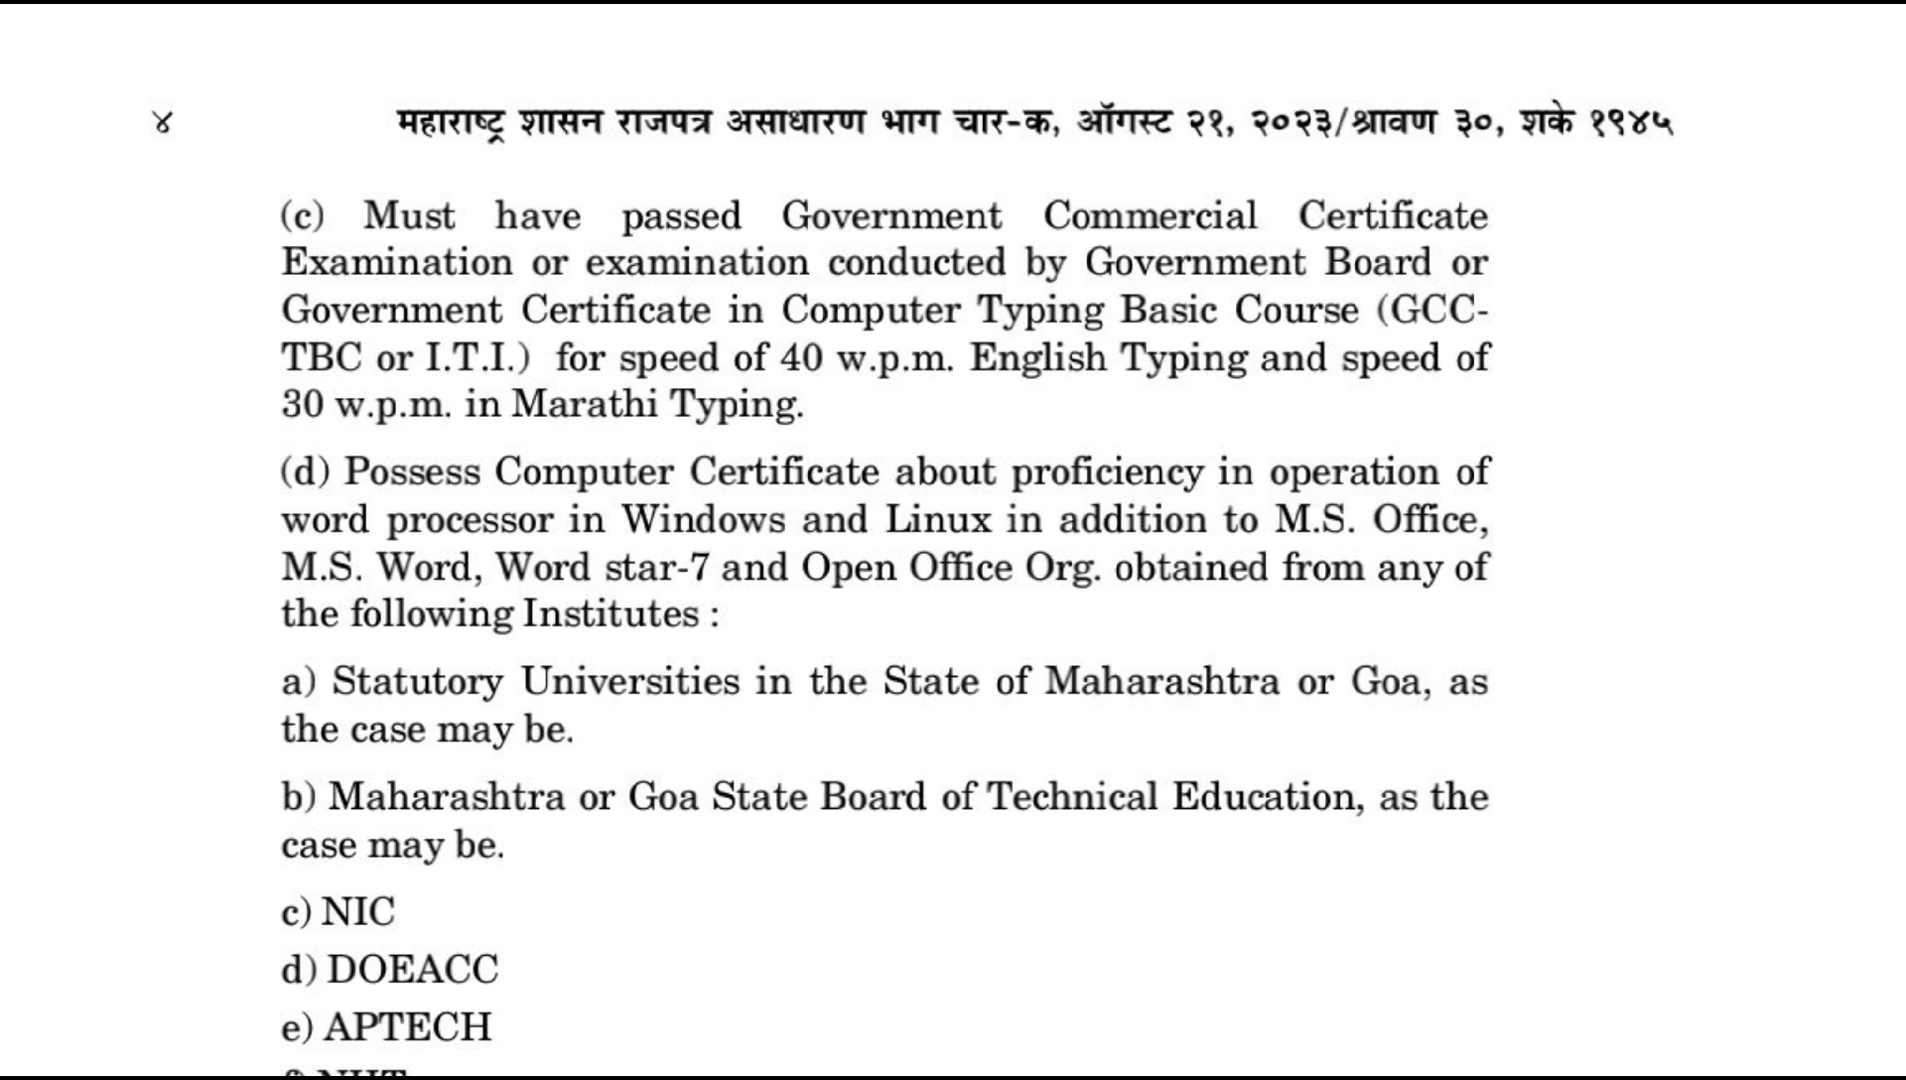 ४ महाराष्ट्र शासन राजपत्र असाधारण भाग चार-क, ऑगस्ट २१, २०२३/श्रावण ३०, शके १९४५
(c) Must have passed Government Commercial Certificate
Examination or examination conducted by Government Board or
Government Certificate in Computer Typing Basic Course (GCC-
TBC or I.T.I.) for speed of 40 w.p.m. English Typing and speed of
30 w.p.m. in Marathi Typing.
(d) Possess Computer Certificate about proficiency in operation of
word processor in Windows and Linux in addition to M.S. Office,
M.S. Word, Word star-7 and Open Office Org. obtained from any of
the following Institutes :
a) Statutory Universities in the State of Maharashtra or Goa, as
the case may be.
b) Maharashtra or Goa State Board of Technical Education, as the
case may be.
c) NIC
d) DOEACC
e) APTECH